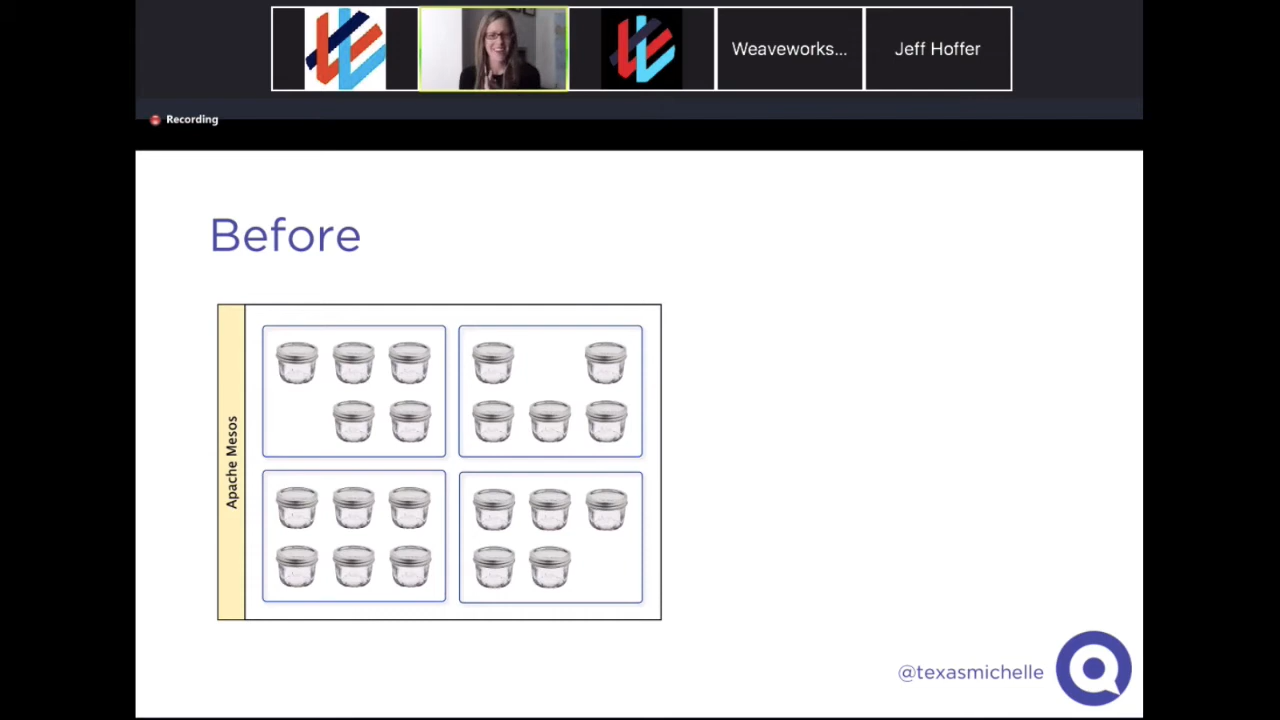 Weaveworks...
Jeff Hoffer
Recording
Before
Apache Mesos
@texasmichelle